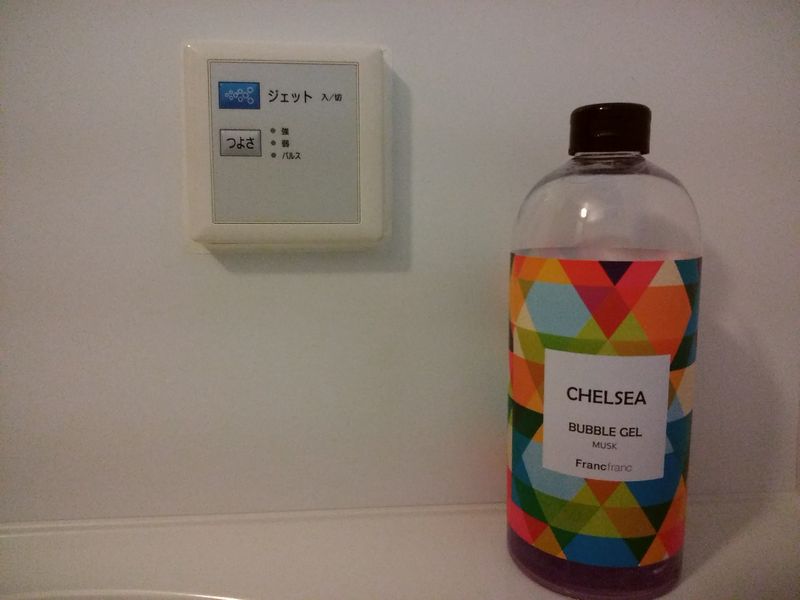 ジェット 入/切
つよさ
強
弱
パルス
CHELSEA
BUBBLE GEL
MUSK
Francfranc